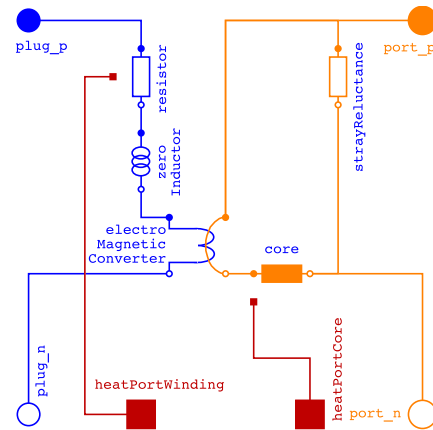 plug_p
port_p
resistor
strayReluctance
zero
Inductor
electro
Magnetic
Converter
core
plug_n
heatPortWinding
heatPortCore
port_n